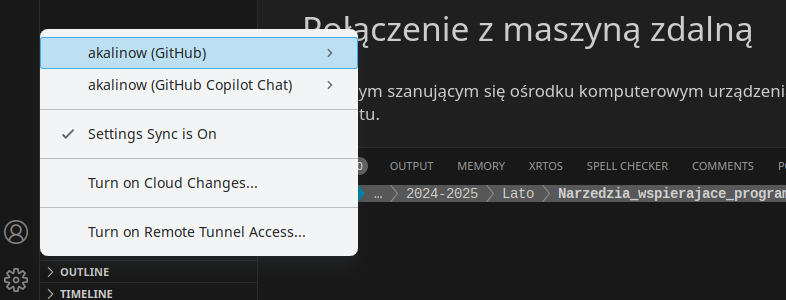 Połączenie z maszyną zdalną
akalinow (GitHub)
akalinow (GitHub Copilot Chat)
ym szanującym się ośrodku komputerowym urządzeni
tu.
Settings Sync is On
OUTPUT MEMORY XRTOS SPELL CHECKER COMMENTS
… 2024-2025 Lato Narzedzia_wspierajace_program
Turn on Cloud Changes...
Turn on Remote Tunnel Access...
OUTLINE
TIMELINE